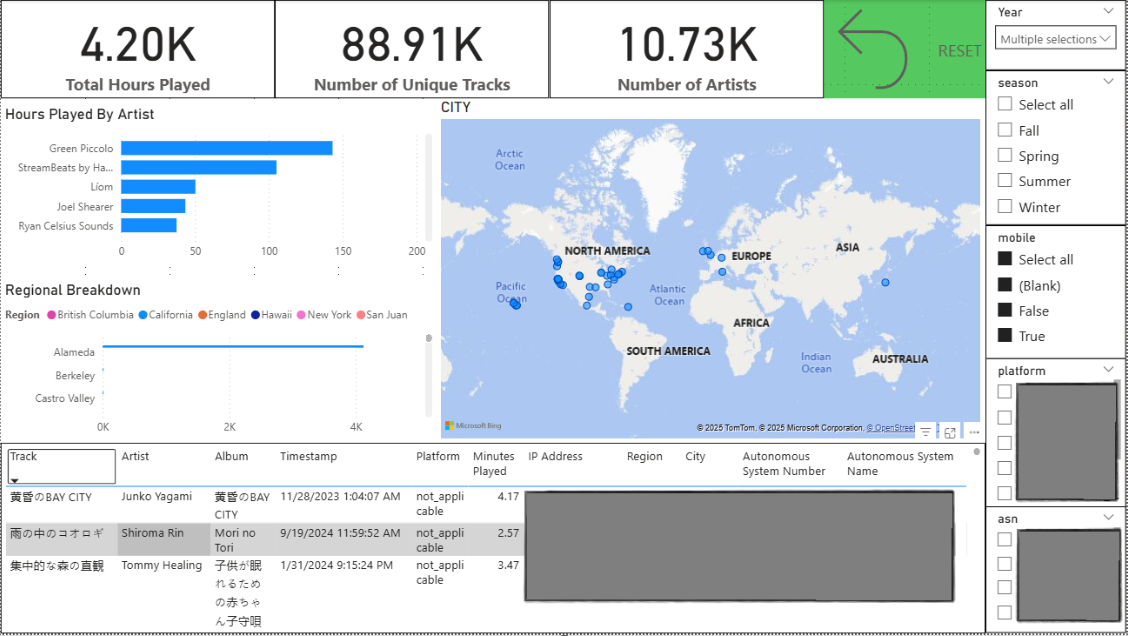 4.20K
Total Hours Played
88.91K
Number of Unique Tracks
10.73K
Number of Artists
RESET
Year
Multiple selections
season
Select all
Fall
Spring
Summer
Winter
mobile
Select all
(Blank)
False
True
platform
asn
Hours Played By Artist
Green Piccolo
StreamBeats by Ha...
Líom
Joel Shearer
Ryan Celsius Sounds
0 50 100 150 200
Regional Breakdown
Region British Columbia California England Hawaii New York San Juan
Alameda
Berkeley
Castro Valley
0K 2K 4K
CITY
Arctic
Ocean
NORTH AMERICA
EUROPE
ASIA
Pacific
Ocean
Atlantic
Ocean
AFRICA
SOUTH AMERICA
Indian
Ocean
AUSTRALIA
Microsoft Bing
© 2025 TomTom, © 2025 Microsoft Corporation, © OpenStreet
Track Artist Album Timestamp Platform Minutes Played IP Address Region City Autonomous System Number Autonomous System Name
黄昏のBAY CITY Junko Yagami 黄昏のBAY CITY 11/28/2023 1:04:07 AM not_applicable 4.17
雨の中のコオロギ Shiroma Rin Mori no Tori 9/19/2024 11:59:52 AM not_applicable 2.57
集中的な森の直観 Tommy Healing 子供が眠れるための赤ちゃん子守唄 1/31/2024 9:15:24 PM not_applicable 3.47